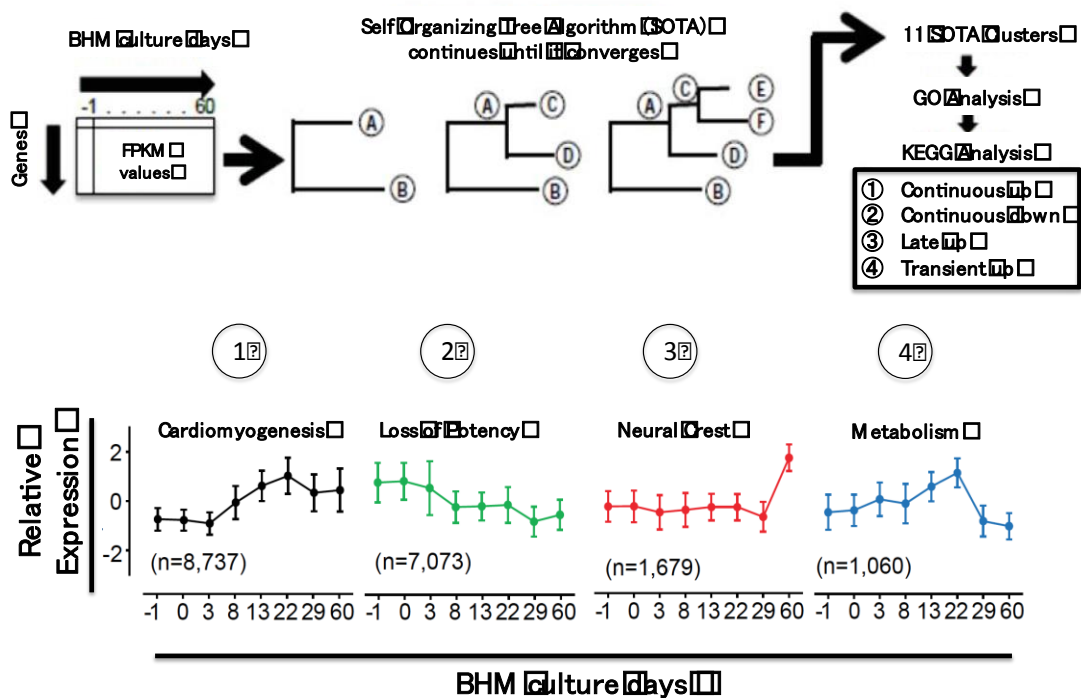 BHM culture days
Self Organizing Tree Algorithm (SOTA)
continues until it converges
11 SOTA Clusters
GO Analysis
KEGG Analysis
-1 . . . . . . 60
Genes
FPKM
values
A
B
A
C
D
B
A
C
E
F
D
B
① Continuous up
② Continuous down
③ Late up
④ Transient up
1
2
3
4
Relative
Expression
2
0
-2
Cardiomyogenesis
(n=8,737)
-1 0 3 8 13 22 29 60
Loss of Potency
(n=7,073)
-1 0 3 8 13 22 29 60
Neural Crest
(n=1,679)
-1 0 3 8 13 22 29 60
Metabolism
(n=1,060)
-1 0 3 8 13 22 29 60
BHM culture days